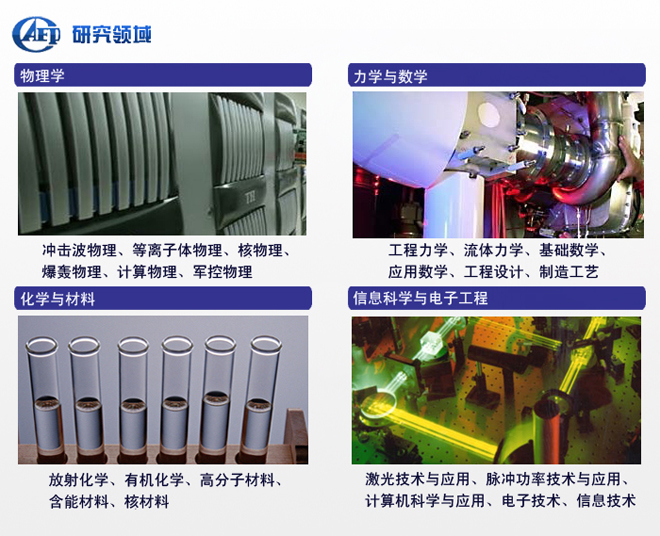 CAEP 研究领域
物理学
冲击波物理、等离子体物理、核物理、
爆轰物理、计算物理、军控物理
力学与数学
工程力学、流体力学、基础数学、
应用数学、工程设计、制造工艺
化学与材料
放射化学、有机化学、高分子材料、
含能材料、核材料
信息科学与电子工程
激光技术与应用、脉冲功率技术与应用、
计算机科学与应用、电子技术、信息技术